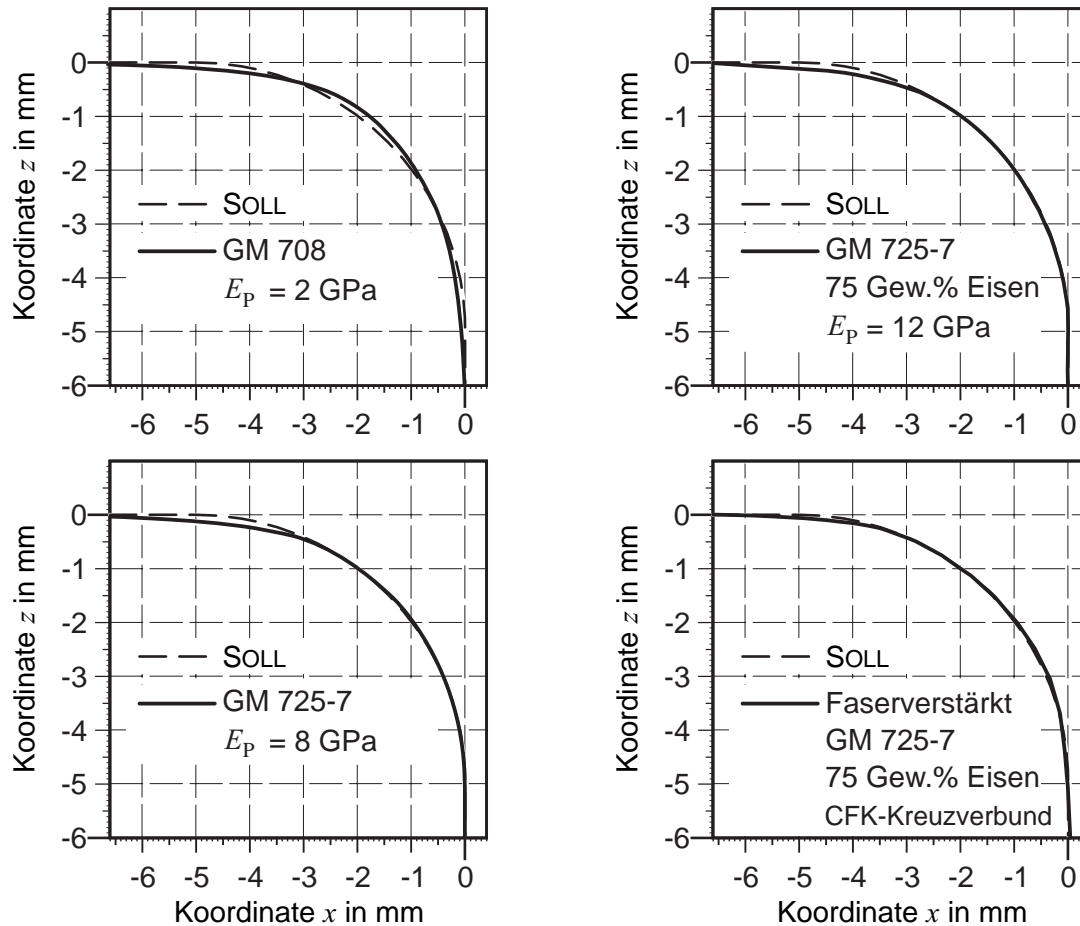 Koordinate z in mm
0
-1
-2
-3
-4
-5
-6
SOLL
GM 708
EP = 2 GPa
-6 -5 -4 -3 -2 -1 0
Koordinate z in mm
0
-1
-2
-3
-4
-5
-6
SOLL
GM 725-7
75 Gew.% Eisen
EP = 12 GPa
-6 -5 -4 -3 -2 -1 0
Koordinate z in mm
0
-1
-2
-3
-4
-5
-6
SOLL
GM 725-7
EP = 8 GPa
-6 -5 -4 -3 -2 -1 0
Koordinate x in mm
Koordinate z in mm
0
-1
-2
-3
-4
-5
-6
SOLL
Faserverstärkt
GM 725-7
75 Gew.% Eisen
CFK-Kreuzverbund
-6 -5 -4 -3 -2 -1 0
Koordinate x in mm